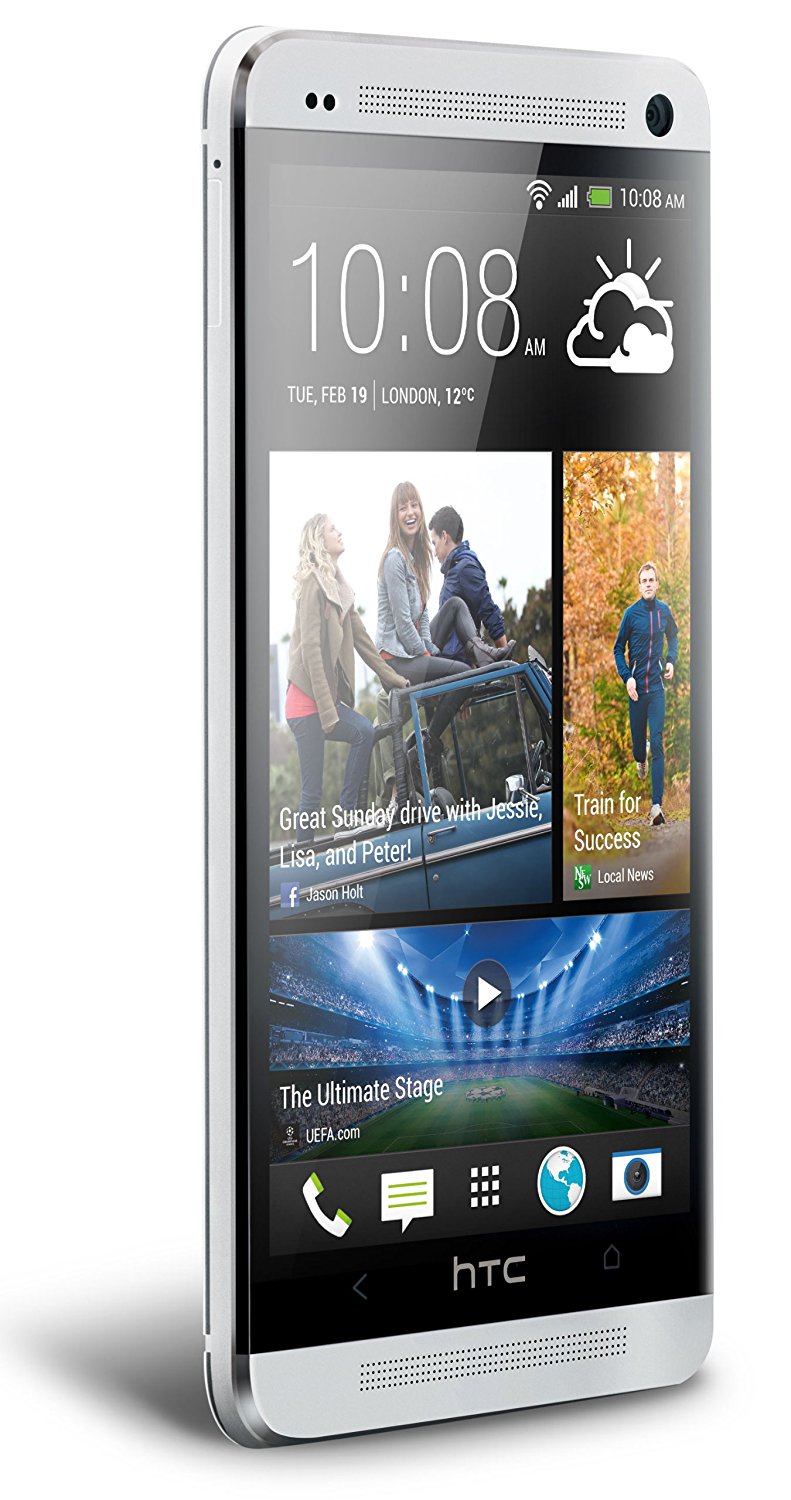 10:08 AM
10:08 AM
TUE, FEB 19 | LONDON, 12°C
Great Sunday drive with Jessie,
Lisa, and Peter!
Jason Holt
Train for
Success
NEWS Local News
The Ultimate Stage
UEFA.com
hTC